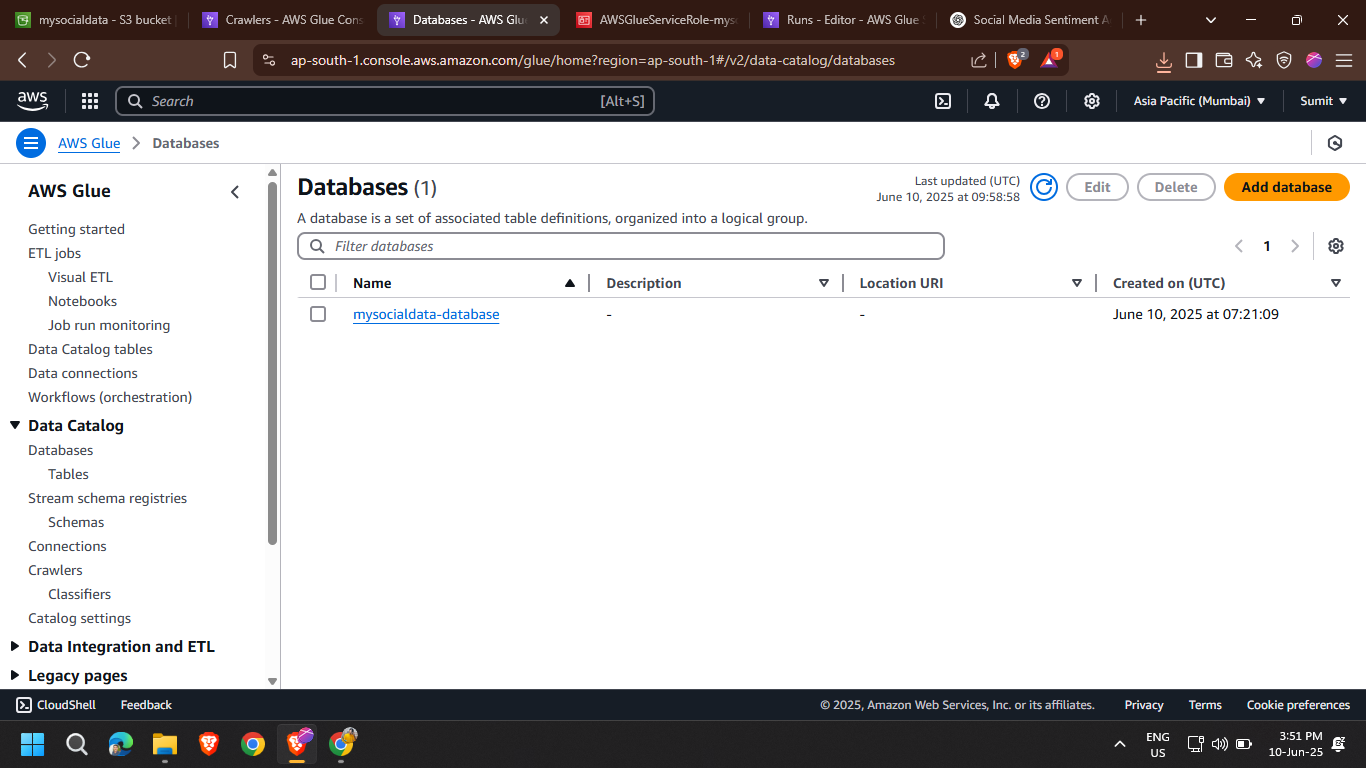 mysocialdata - S3 bucket
Crawlers - AWS Glue Cons
Databases - AWS Glu
AWSGlueServiceRole-myso
Runs - Editor - AWS Glue S
Social Media Sentiment A
ap-south-1.console.aws.amazon.com/glue/home?region=ap-south-1#/v2/data-catalog/databases
2
1
aws
Search
[Alt+S]
Asia Pacific (Mumbai)
Sumit
AWS Glue
Databases
AWS Glue
Getting started
ETL jobs
Visual ETL
Notebooks
Job run monitoring
Data Catalog tables
Data connections
Workflows (orchestration)
Data Catalog
Databases
Tables
Stream schema registries
Schemas
Connections
Crawlers
Classifiers
Catalog settings
Data Integration and ETL
Legacy pages
Databases (1)
Last updated (UTC)
June 10, 2025 at 09:58:58
Edit
Delete
Add database
A database is a set of associated table definitions, organized into a logical group.
Filter databases
1
Name
Description
Location URI
Created on (UTC)
mysocialdata-database
-
-
June 10, 2025 at 07:21:09
CloudShell
Feedback
© 2025, Amazon Web Services, Inc. or its affiliates.
Privacy
Terms
Cookie preferences
ENG
US
3:51 PM
10-Jun-25